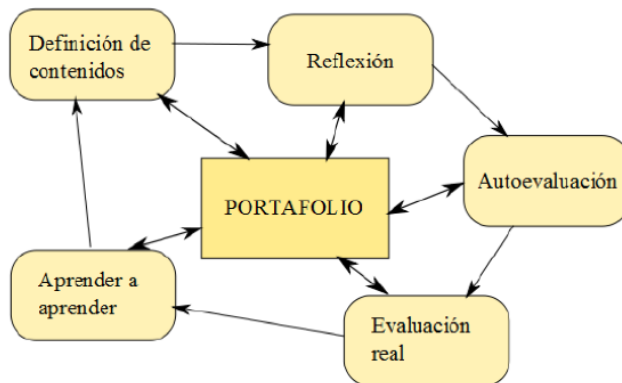 Definición de
contenidos
Reflexión
Autoevaluación
PORTAFOLIO
Aprender a
aprender
Evaluación
real